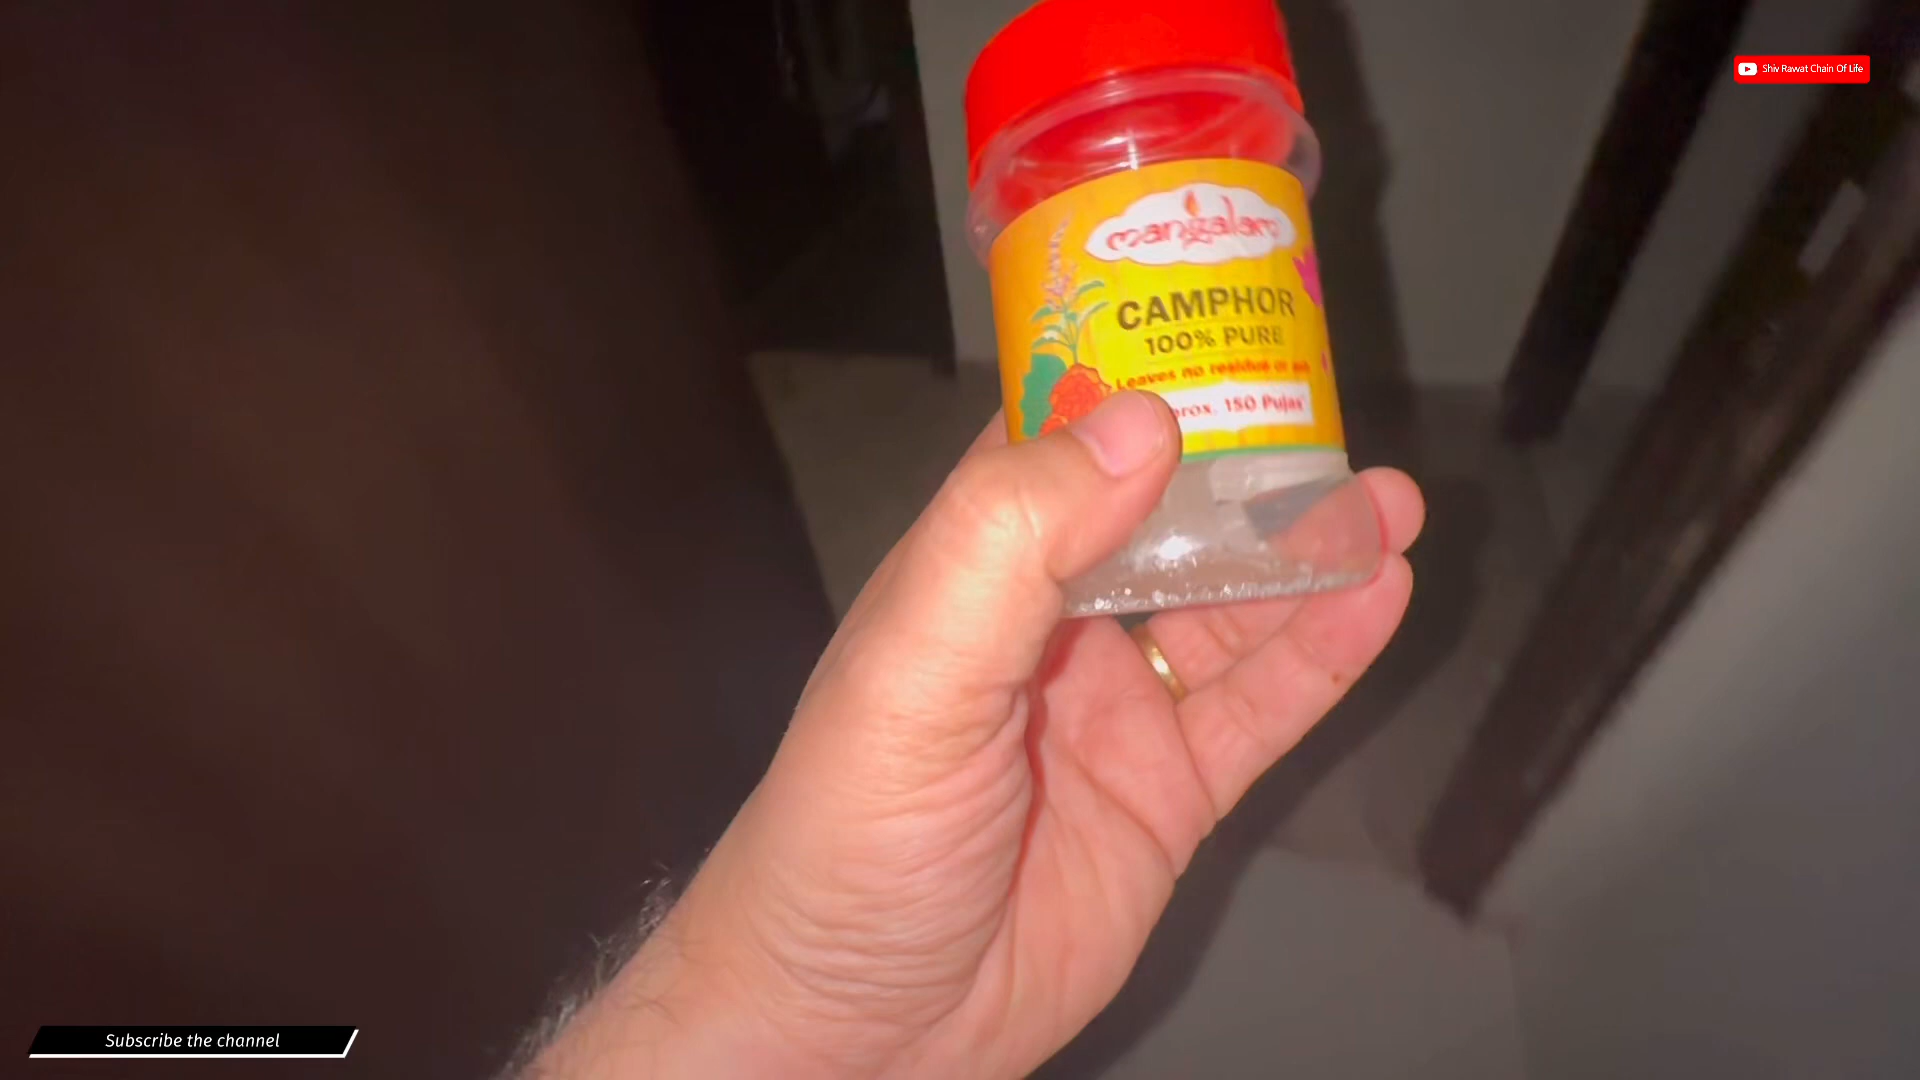 Shiv Rawat Chain Of Life
mangalam
CAMPHOR
100% PURE
Leaves no residue or ash
prox. 150 Pujas*
Subscribe the channel